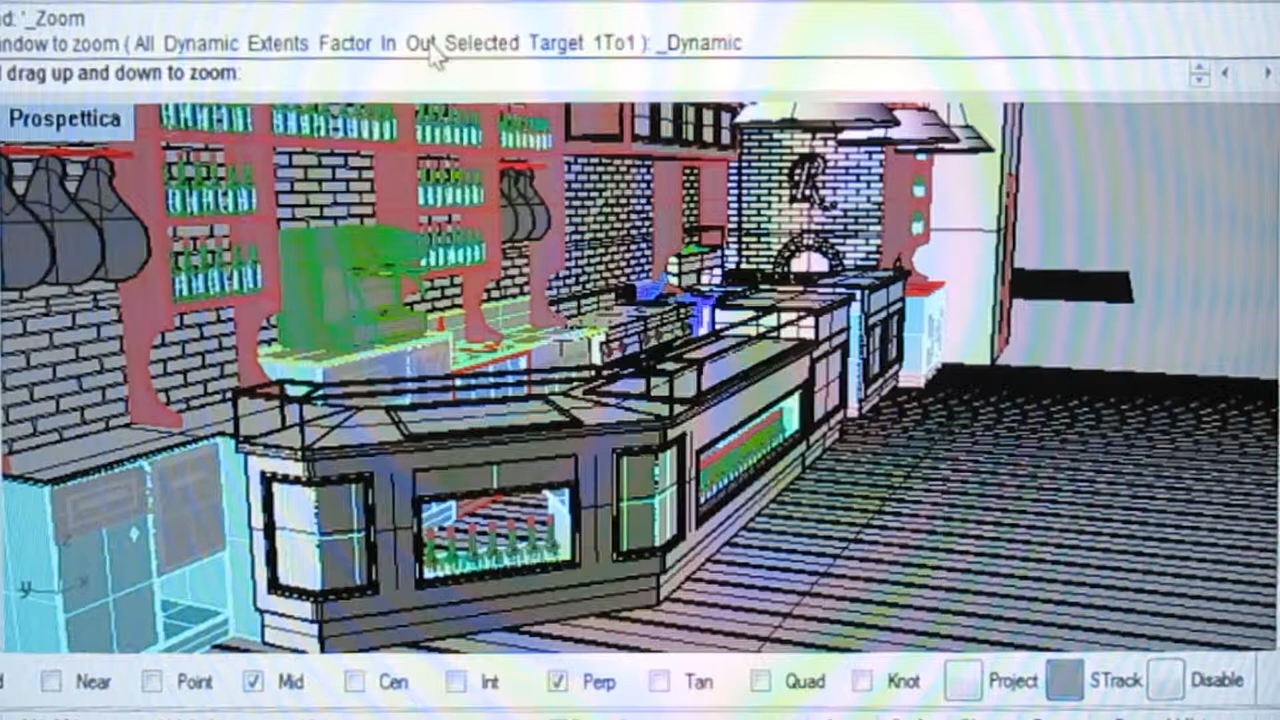 d: '_Zoom
indow to zoom ( All Dynamic Extents Factor In Out Selected Target 1To1 ): _Dynamic
drag up and down to zoom:
Prospettica
R
y x
Near Point Mid Cen Int Perp Tan Quad Knot Project STrack Disable